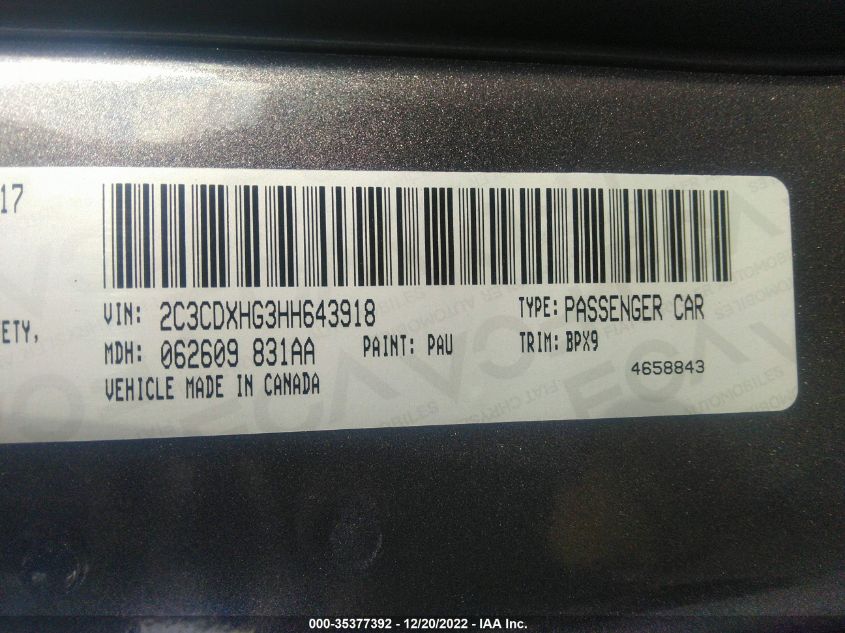 17
VIN: 2C3CDXHG3HH643918 TYPE: PASSENGER CAR
ETY,
MDH: 062609 831AA PAINT: PAU TRIM: BPX9
4658843
VEHICLE MADE IN CANADA
000-35377392 - 12/20/2022 - IAA Inc.